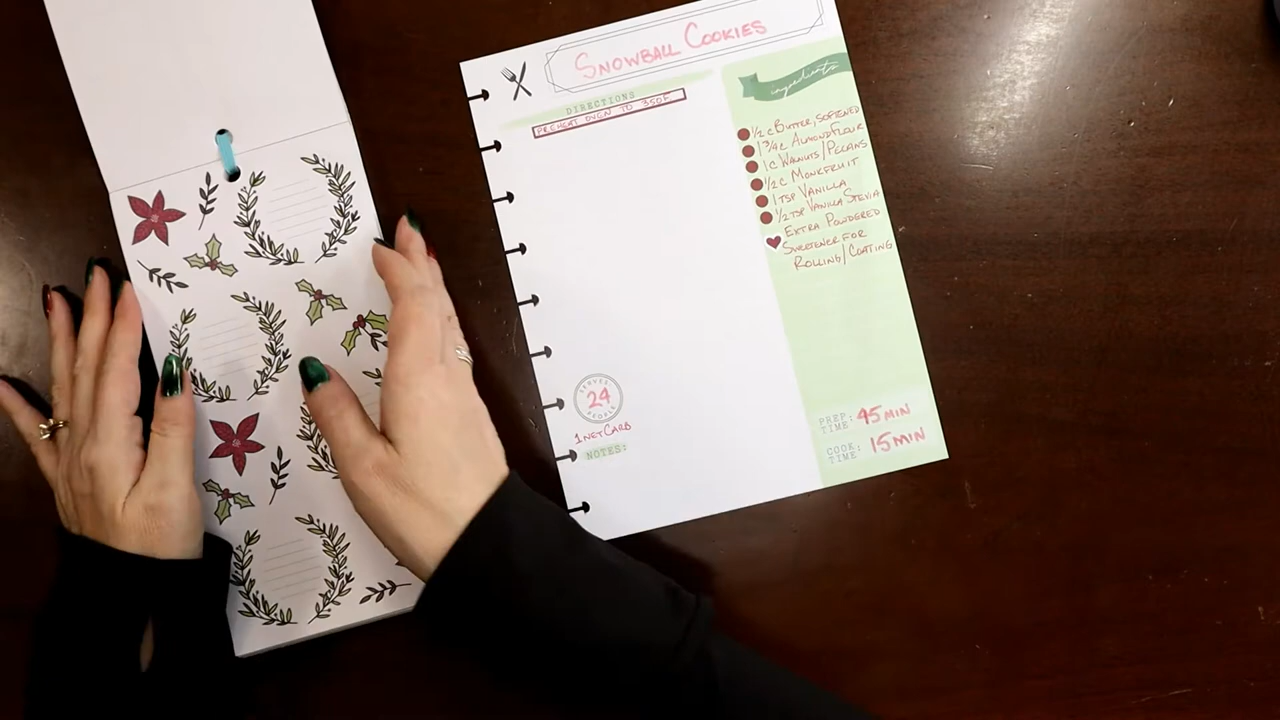 SNOWBALL COOKIES
DIRECTIONS
PREHEAT OVEN TO 350F
ingredients
1/2 C BUTTER, SOFTENED
1 3/4 C ALMOND FLOUR
1 C WALNUTS/PECANS
1/2 C MONKFRUIT
1 TSP VANILLA
1/2 TSP VANILLA STEVIA
EXTRA POWDERED
SWEETENER FOR
ROLLING/COATING
SERVES
24
PEOPLE
1 NET CARB
NOTES:
PREP TIME: 45 MIN
COOK TIME: 15 MIN